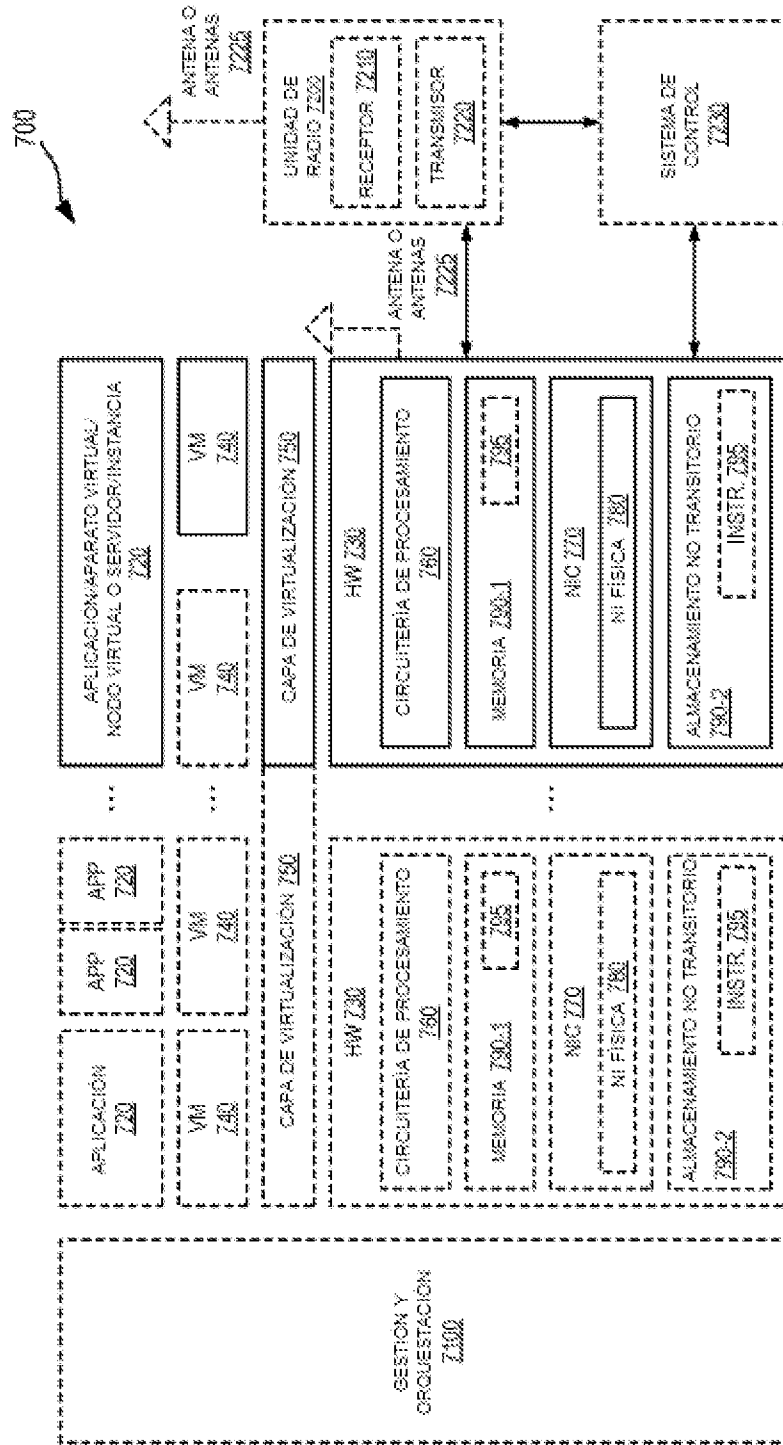 700
GESTIÓN Y
ORQUESTACIÓN
7100
APLICACIÓN
720
APP
720
APP
720
...
APLICACIÓN/APARATO VIRTUAL/
NODO VIRTUAL O SERVIDOR/INSTANCIA
720
VM
740
VM
740
...
VM
740
VM
740
CAPA DE VIRTUALIZACIÓN 750
CAPA DE VIRTUALIZACIÓN 750
HW 730
CIRCUITERÍA DE PROCESAMIENTO
760
MEMORIA 790-1
795
NIC 770
NI FÍSICA 780
ALMACENAMIENTO NO TRANSITORIO
790-2
INSTR. 795
...
HW 730
CIRCUITERÍA DE PROCESAMIENTO
760
MEMORIA 790-1
795
NIC 770
NI FÍSICA 780
ALMACENAMIENTO NO TRANSITORIO
790-2
INSTR. 795
ANTENA O
ANTENAS
7225
ANTENA O
ANTENAS
7225
UNIDAD DE
RADIO 7200
RECEPTOR 7210
TRANSMISOR
7220
SISTEMA DE
CONTROL
7230